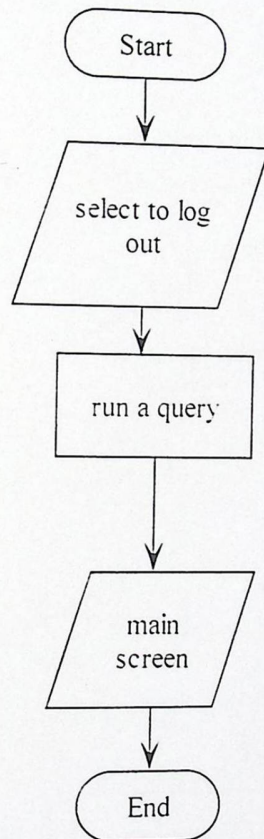 Start
select to log
out
run a query
main
screen
End